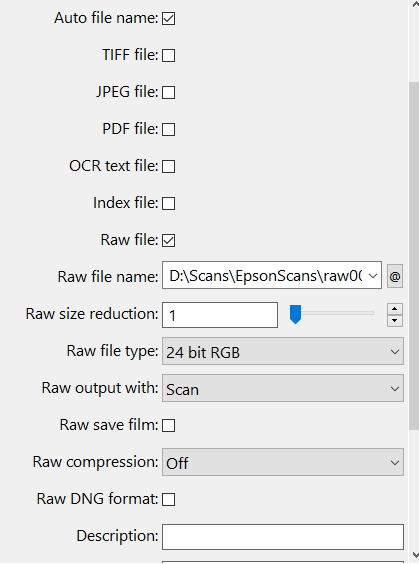 Auto file name:
TIFF file:
JPEG file:
PDF file:
OCR text file:
Index file:
Raw file:
Raw file name: D:\Scans\EpsonScans\raw00 @
Raw size reduction: 1
Raw file type: 24 bit RGB
Raw output with: Scan
Raw save film:
Raw compression: Off
Raw DNG format:
Description: